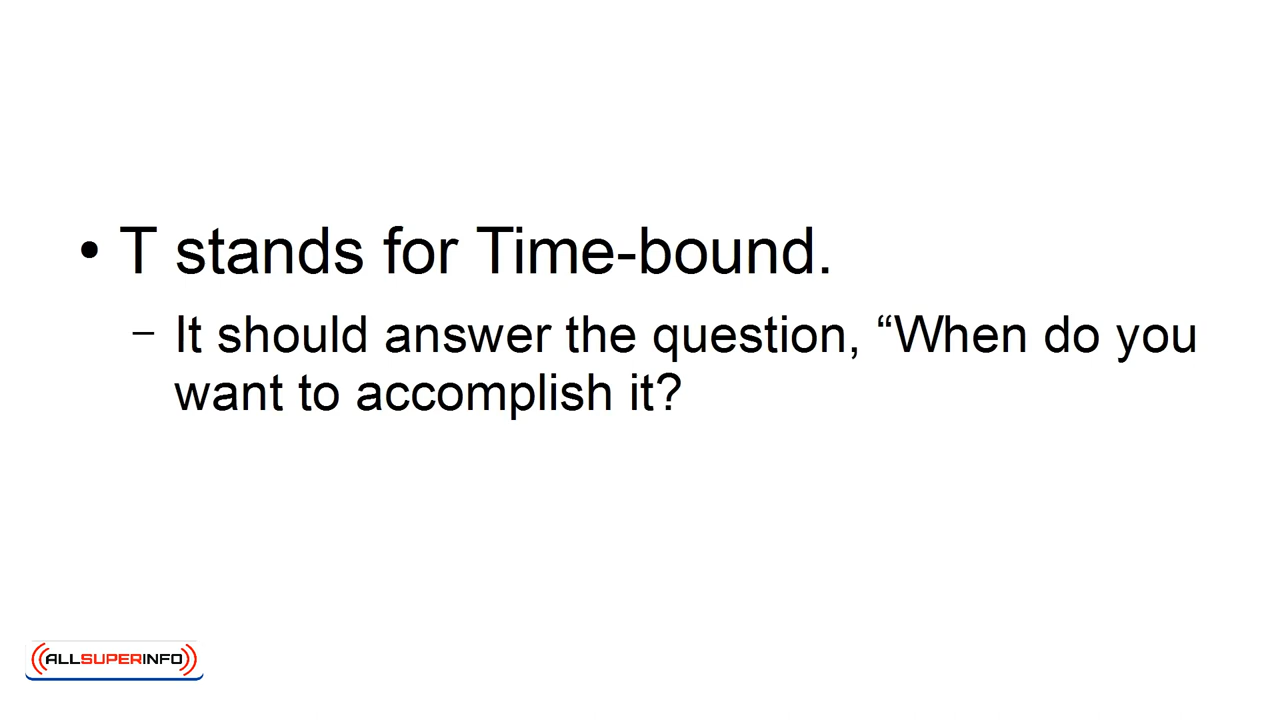 • T stands for Time-bound.
– It should answer the question, “When do you
want to accomplish it?
ALLSUPERINFO